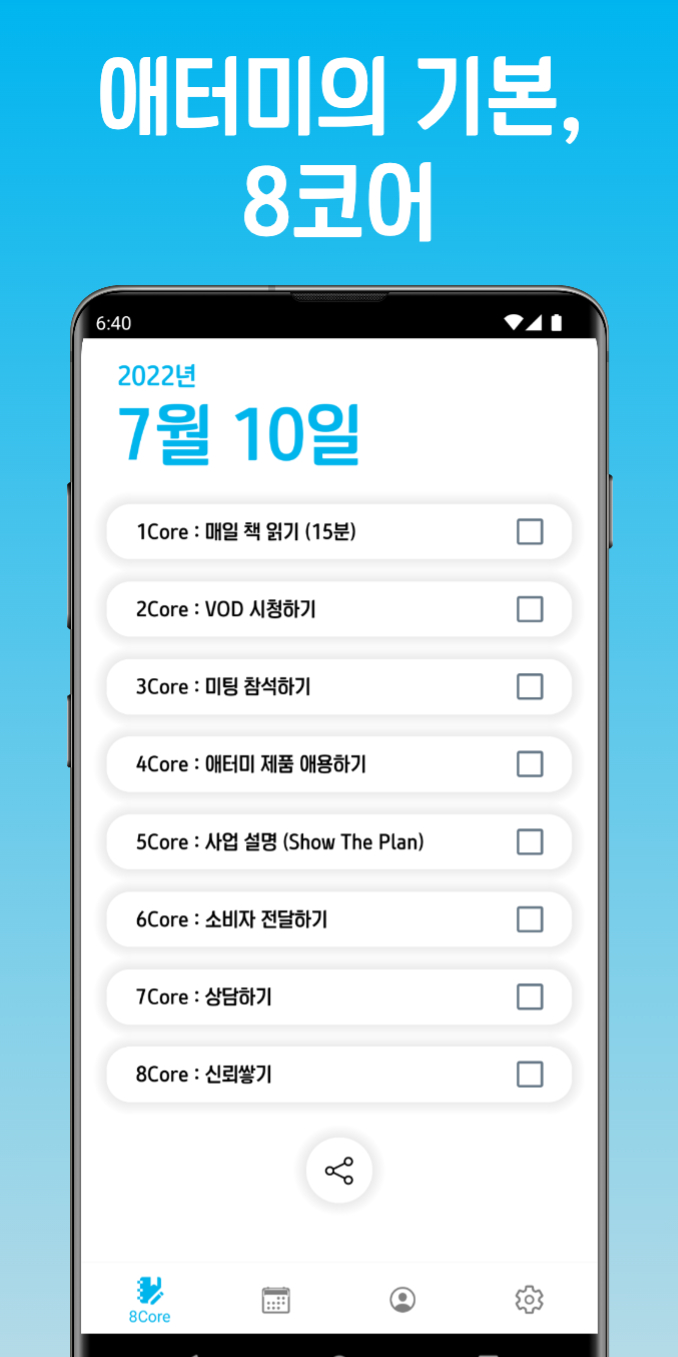 애터미의 기본,
8코어
6:40
2022년
7월 10일
1Core : 매일 책 읽기 (15분)
2Core : VOD 시청하기
3Core : 미팅 참석하기
4Core : 애터미 제품 애용하기
5Core : 사업 설명 (Show The Plan)
6Core : 소비자 전달하기
7Core : 상담하기
8Core : 신뢰쌓기
8Core